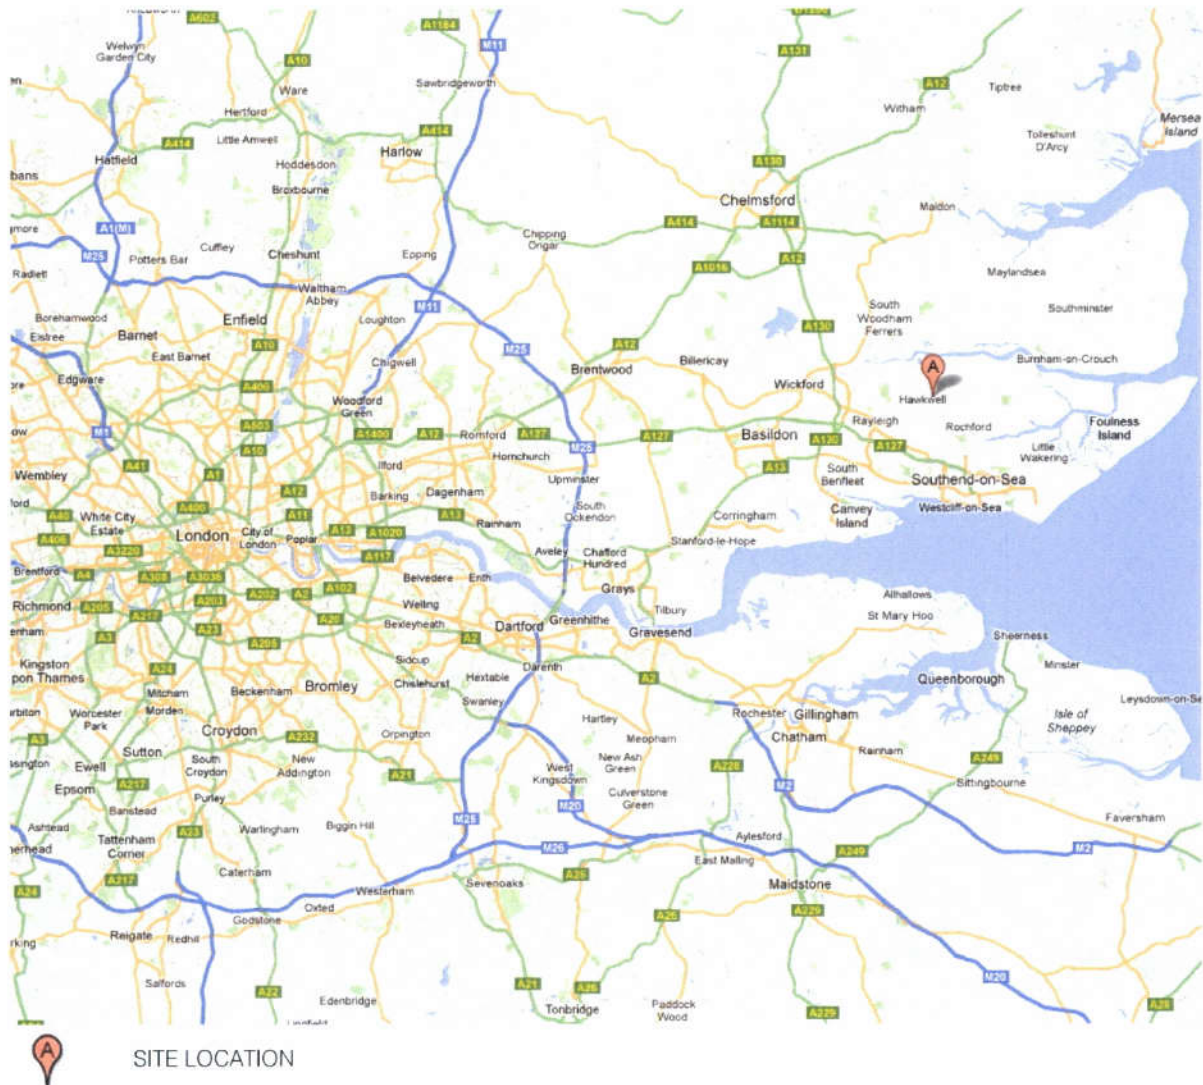 A602
A1184
M11
A131
Welwyn
Garden City
A10
Ware
Sawbridgeworth
A12
Tiptree
Witham
Hertford
Little Amwell
A414
A414
Harlow
Hatfield
Hoddesdon
Broxbourne
A130
Tolleshunt
D'Arcy
Mersea
Island
Chelmsford
A1114
A414
Maldon
A1(M)
M25
Potters Bar
Cuffley
Cheshunt
Epping
Chipping
Ongar
A1016
A12
Radlett
Maylandsea
Waltham
Abbey
M11
Southminster
Borehamwood
Elstree
Barnet
Enfield
Loughton
South
Woodham
Ferrers
A130
A10
East Barnet
M25
A12
Chigwell
Billericay
Brentwood
Burnham-on-Crouch
A
Edgware
A406
Wickford
Hawkwell
Woodford
Green
M1
A503
A10
A1400
A12
Romford
A127
M25
A127
Basildon
A130
Rayleigh
A127
Rochford
Foulness
Island
Little
Wakering
Hornchurch
Ilford
Wembley
A41
A1
A12
Barking
Dagenham
Upminster
A13
South
Benfleet
Southend-on-Sea
Westcliff-on-Sea
Canvey
Island
A40
White City
Estate
A400
A11
A13
A13
Rainham
South
Ockendon
Corringham
A406
A3220
London
City of
London
Poplar
A1020
A117
Aveley
Chafford
Hundred
Stanford-le-Hope
Brentford
A4
A308
A3036
A202
A2
A102
Belvedere
Erith
Grays
Allhallows
Richmond
A205
A217
A203
A23
A205
A20
Welling
Bexleyheath
A2
Dartford
Greenhithe
Tilbury
Gravesend
St Mary Hoo
A3
Sheerness
Kingston
pon Thames
A24
Mitcham
Morden
Beckenham
Bromley
Sidcup
Chislehurst
Hextable
Swanley
Darenth
A2
Minster
Queenborough
Leysdown-on-Se
Worcester
Park
Croydon
Hartley
Rochester
Gillingham
Chatham
Isle of
Sheppey
A3
Sutton
Ewell
South
Croydon
A232
New
Addington
Orpington
A21
Meopham
New Ash
Green
Rainham
A249
A217
Epsom
Purley
West
Kingsdown
M20
A228
M2
Sittingbourne
Culverstone
Green
Banstead
Ashtead
Tattenham
Corner
A23
Warlingham
Biggin Hill
M25
M26
Aylesford
Faversham
A249
M2
Caterham
East Malling
A217
A24
Westerham
Sevenoaks
A25
Maidstone
Oxted
Godstone
A26
A229
Reigate
Redhill
Salfords
A22
Edenbridge
A21
A26
Tonbridge
Paddock
Wood
A229
M20
A28
SITE LOCATION